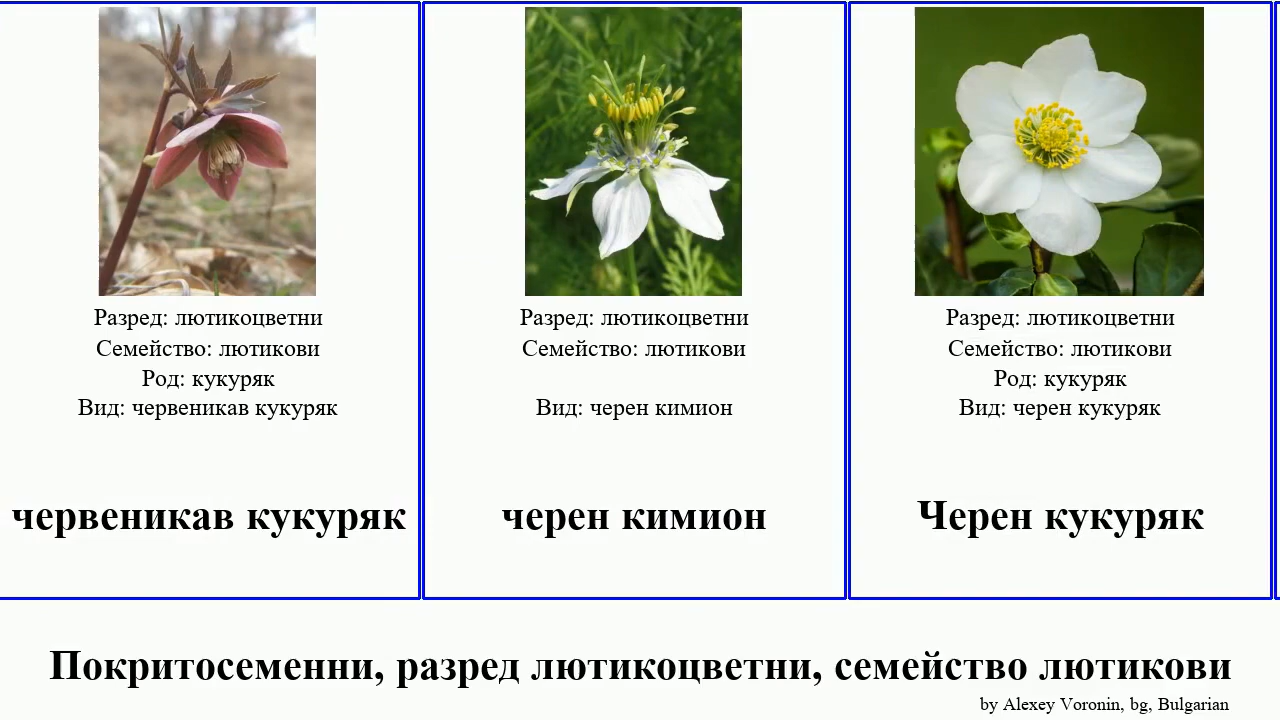 Разред: лютикоцветни
Семейство: лютикови
Род: кукуряк
Вид: червеникав кукуряк
червеникав кукуряк
Разред: лютикоцветни
Семейство: лютикови
Вид: черен кимион
черен кимион
Разред: лютикоцветни
Семейство: лютикови
Род: кукуряк
Вид: черен кукуряк
Черен кукуряк
Покритосеменни, разред лютикоцветни, семейство лютикови
by Alexey Voronin, bg, Bulgarian